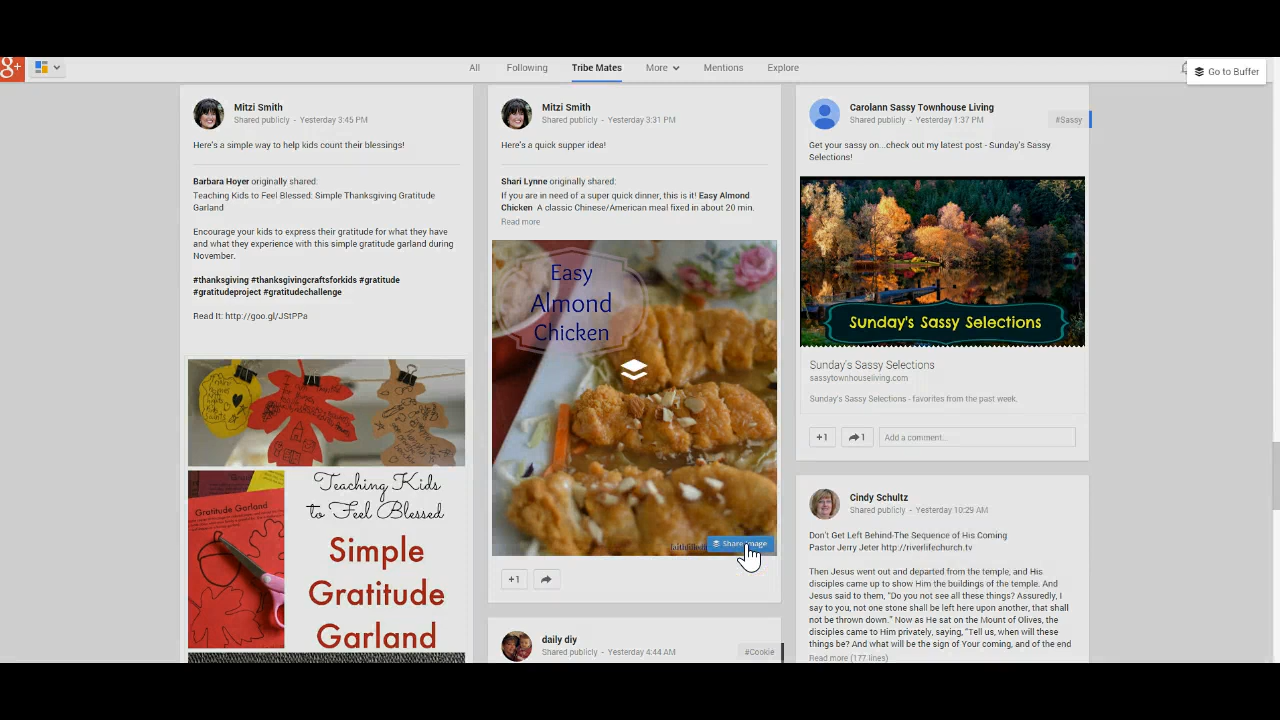 g+
All
Following
Tribe Mates
More
Mentions
Explore
Go to Buffer
Mitzi Smith
Shared publicly - Yesterday 3:45 PM
Here's a simple way to help kids count their blessings!
Barbara Hoyer originally shared:
Teaching Kids to Feel Blessed: Simple Thanksgiving Gratitude
Garland
Encourage your kids to express their gratitude for what they have
and what they experience with this simple gratitude garland during
November.
#thanksgiving #thanksgivingcraftsforkids #gratitude
#gratitudeproject #gratitudechallenge
Read It: http://goo.gl/JStPPa
Gratitude Garland
Teaching Kids
to Feel Blessed
Simple
Gratitude
Garland
Mitzi Smith
Shared publicly - Yesterday 3:31 PM
Here's a quick supper idea!
Shari Lynne originally shared:
If you are in need of a super quick dinner, this is it! Easy Almond
Chicken A classic Chinese/American meal fixed in about 20 min.
Read more
Easy
Almond
Chicken
Share Image
+1
daily diy
Shared publicly - Yesterday 4:44 AM
#Cookie
Carolann Sassy Townhouse Living
Shared publicly - Yesterday 1:37 PM
#Sassy
Get your sassy on...check out my latest post - Sunday's Sassy
Selections!
Sunday's Sassy Selections
Sunday's Sassy Selections
sassytownhouseliving.com
Sunday's Sassy Selections - favorites from the past week.
+1
1
Add a comment...
Cindy Schultz
Shared publicly - Yesterday 10:29 AM
Don't Get Left Behind-The Sequence of His Coming
Pastor Jerry Jeter http://riverlifechurch.tv
Then Jesus went out and departed from the temple, and His
disciples came up to show Him the buildings of the temple. And
Jesus said to them, "Do you not see all these things? Assuredly, I
say to you, not one stone shall be left here upon another, that shall
not be thrown down." Now as He sat on the Mount of Olives, the
disciples came to Him privately, saying, "Tell us, when will these
things be? And what will be the sign of Your coming, and of the end
Read more (177 lines)